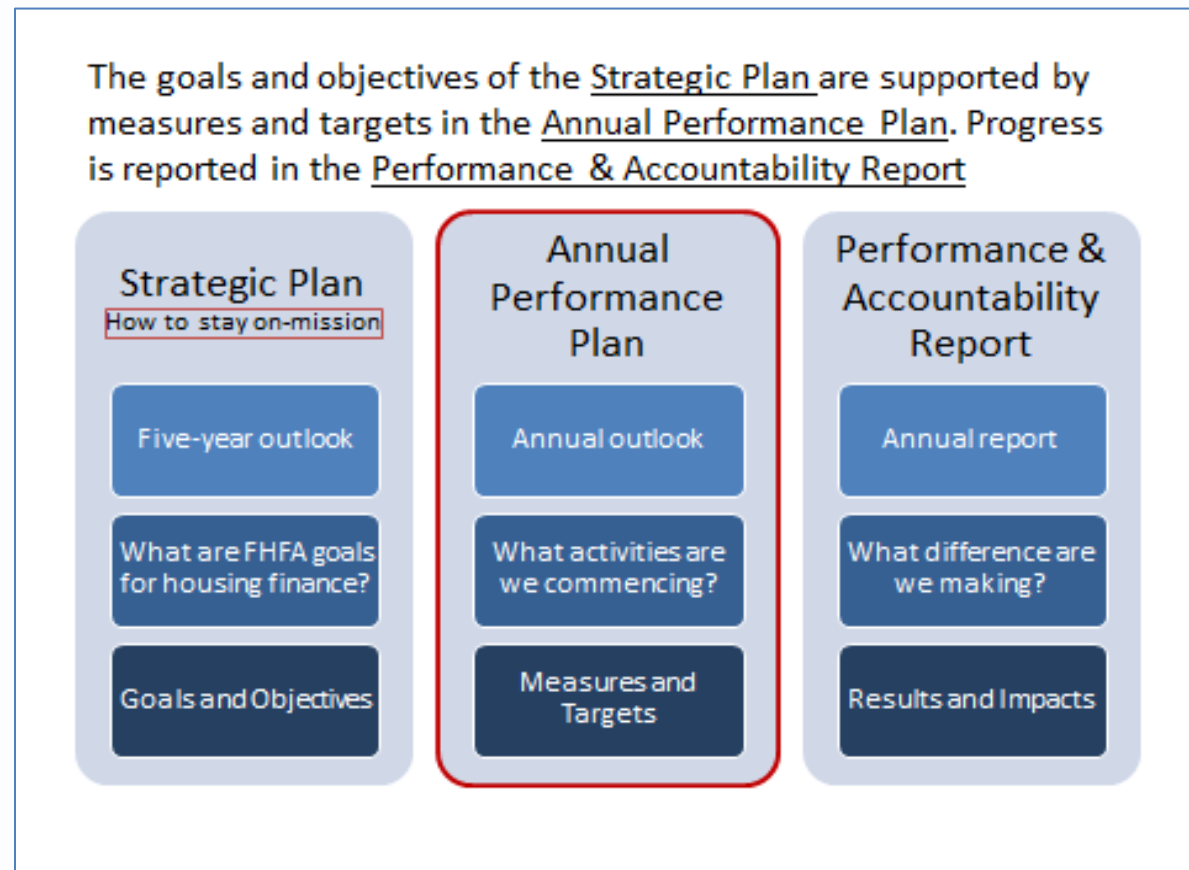 The goals and objectives of the Strategic Plan are supported by
measures and targets in the Annual Performance Plan. Progress
is reported in the Performance & Accountability Report
Strategic Plan
How to stay on-mission
Five-year outlook
What are FHFA goals
for housing finance?
Goals and Objectives
Annual
Performance
Plan
Annual outlook
What activities are
we commencing?
Measures and
Targets
Performance &
Accountability
Report
Annual report
What difference are
we making?
Results and Impacts